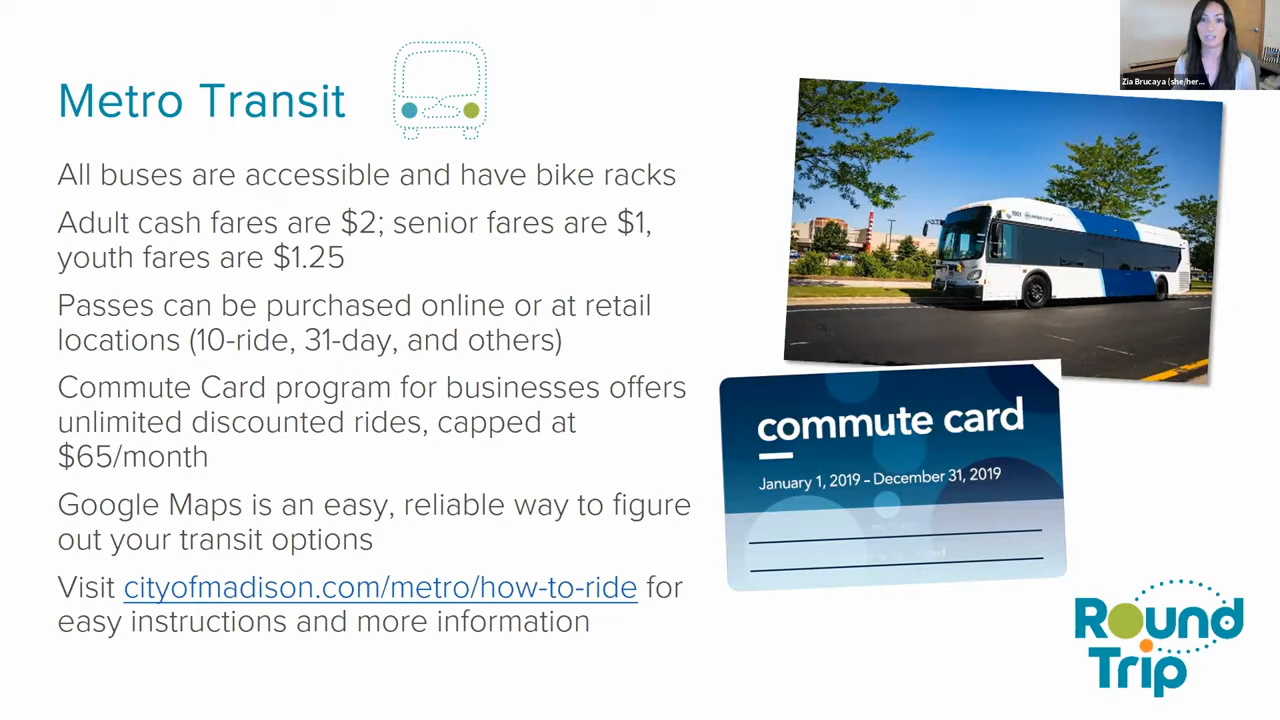 Metro Transit
All buses are accessible and have bike racks
Adult cash fares are $2; senior fares are $1,
youth fares are $1.25
Passes can be purchased online or at retail
locations (10-ride, 31-day, and others)
Commute Card program for businesses offers
unlimited discounted rides, capped at
$65/month
Google Maps is an easy, reliable way to figure
out your transit options
Visit cityofmadison.com/metro/how-to-ride for
easy instructions and more information
Zia Brucaya (she/her...
commute card
January 1, 2019 – December 31, 2019
Round
Trip